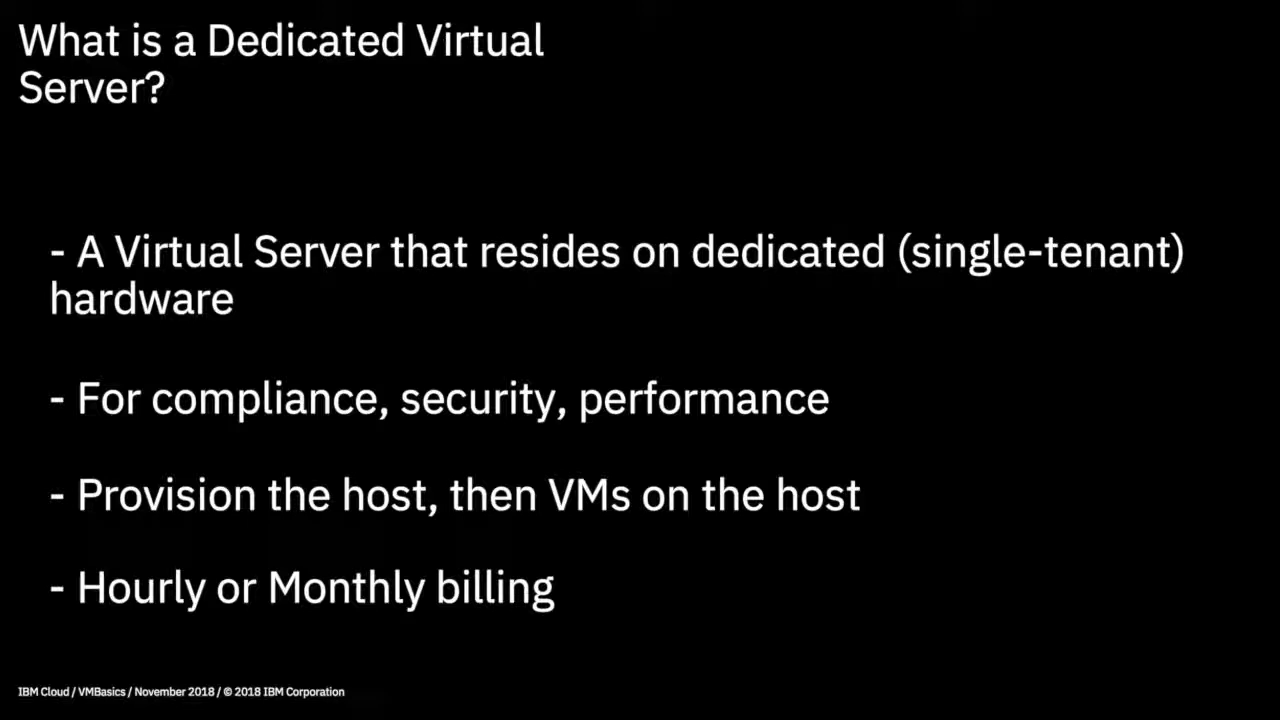 What is a Dedicated Virtual
Server?
- A Virtual Server that resides on dedicated (single-tenant)
hardware
- For compliance, security, performance
- Provision the host, then VMs on the host
- Hourly or Monthly billing
IBM Cloud / VMBasics / November 2018 / © 2018 IBM Corporation